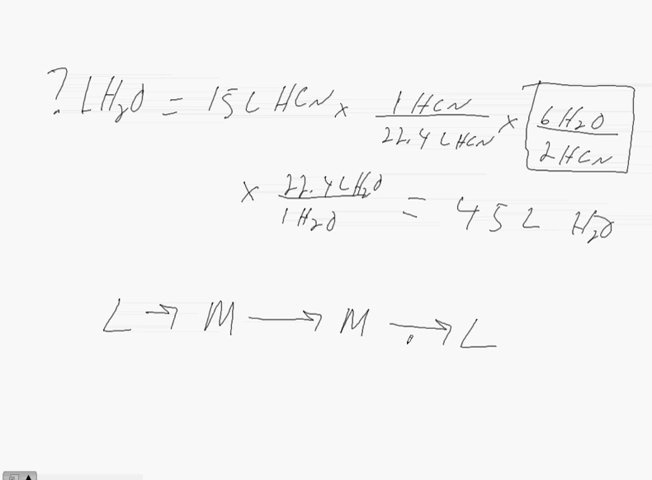 ? L H₂O = 15 L HCN × 1 HCN / 22.4 L HCN × 6 H₂O / 2 HCN
× 22.4 L H₂O / 1 H₂O = 45 L H₂O
L → M → M → L